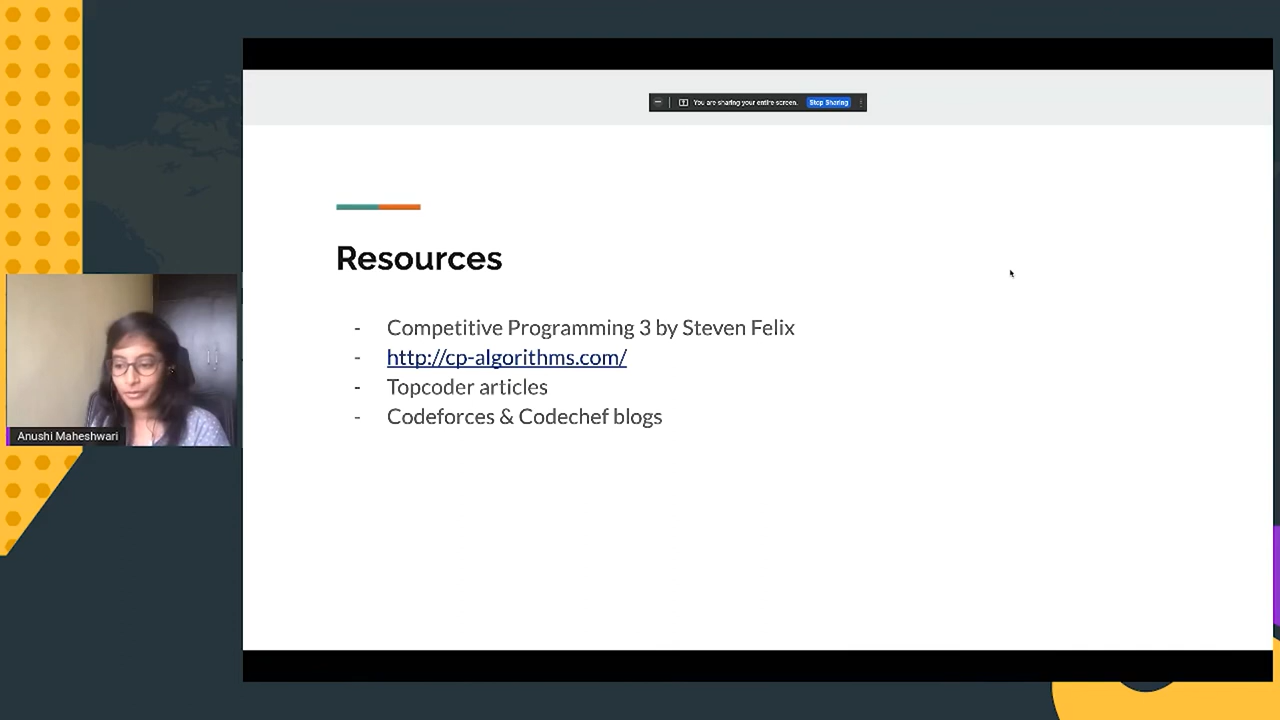 You are sharing your entire screen.
Stop Sharing
Resources
- Competitive Programming 3 by Steven Felix
- http://cp-algorithms.com/
- Topcoder articles
- Codeforces & Codechef blogs
Anushi Maheshwari